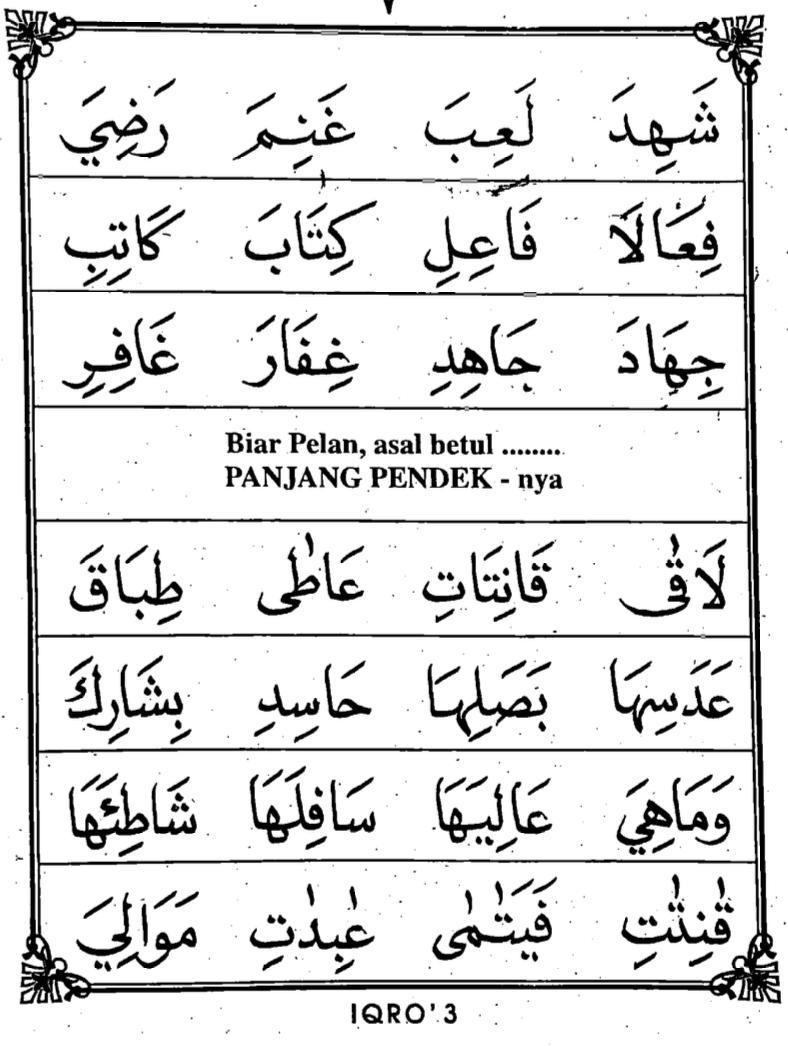 شَهِدَ لَعِبَ غَنِمَ رَضِيَ
فِعَالَا فَاعِلِ كِتَابَ كَاتِبِ
جِهَادَ جَاهِدِ غِفَارَ غَافِرِ
Biar Pelan, asal betul ........
PANJANG PENDEK - nya
لَاقٰى قَانِتَاتِ عَاطٰى طِبَاقَ
عَدَسِهَا بَصَلِهَا حَاسِدِ بِشَارِكَ
وَمَاهِيَ عَالِيَهَا سَافِلَهَا شَاطِئَهَا
قٰنِتٰتِ فَيَتٰمٰى عٰبِدٰتِ مَوَالِيَ
IQRO' 3